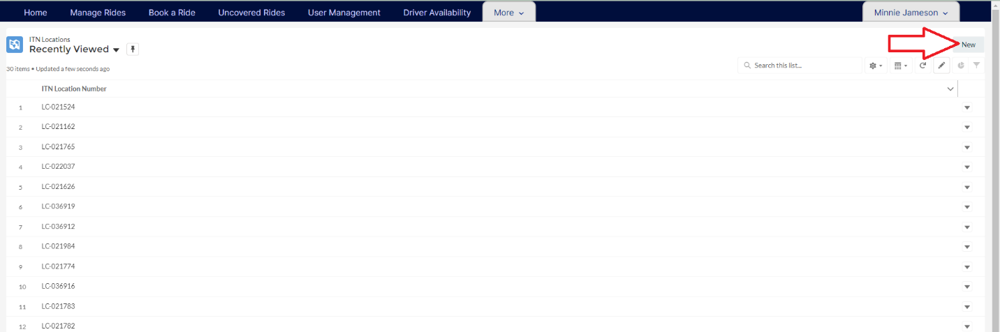 Home Manage Rides Book a Ride Uncovered Rides User Management Driver Availability More Minnie Jameson
ITN Locations
Recently Viewed
New
30 items • Updated a few seconds ago
Search this list...
ITN Location Number
1 LC-021524
2 LC-021162
3 LC-021765
4 LC-022037
5 LC-021626
6 LC-036919
7 LC-036912
8 LC-021984
9 LC-021774
10 LC-036916
11 LC-021783
12 LC-021782